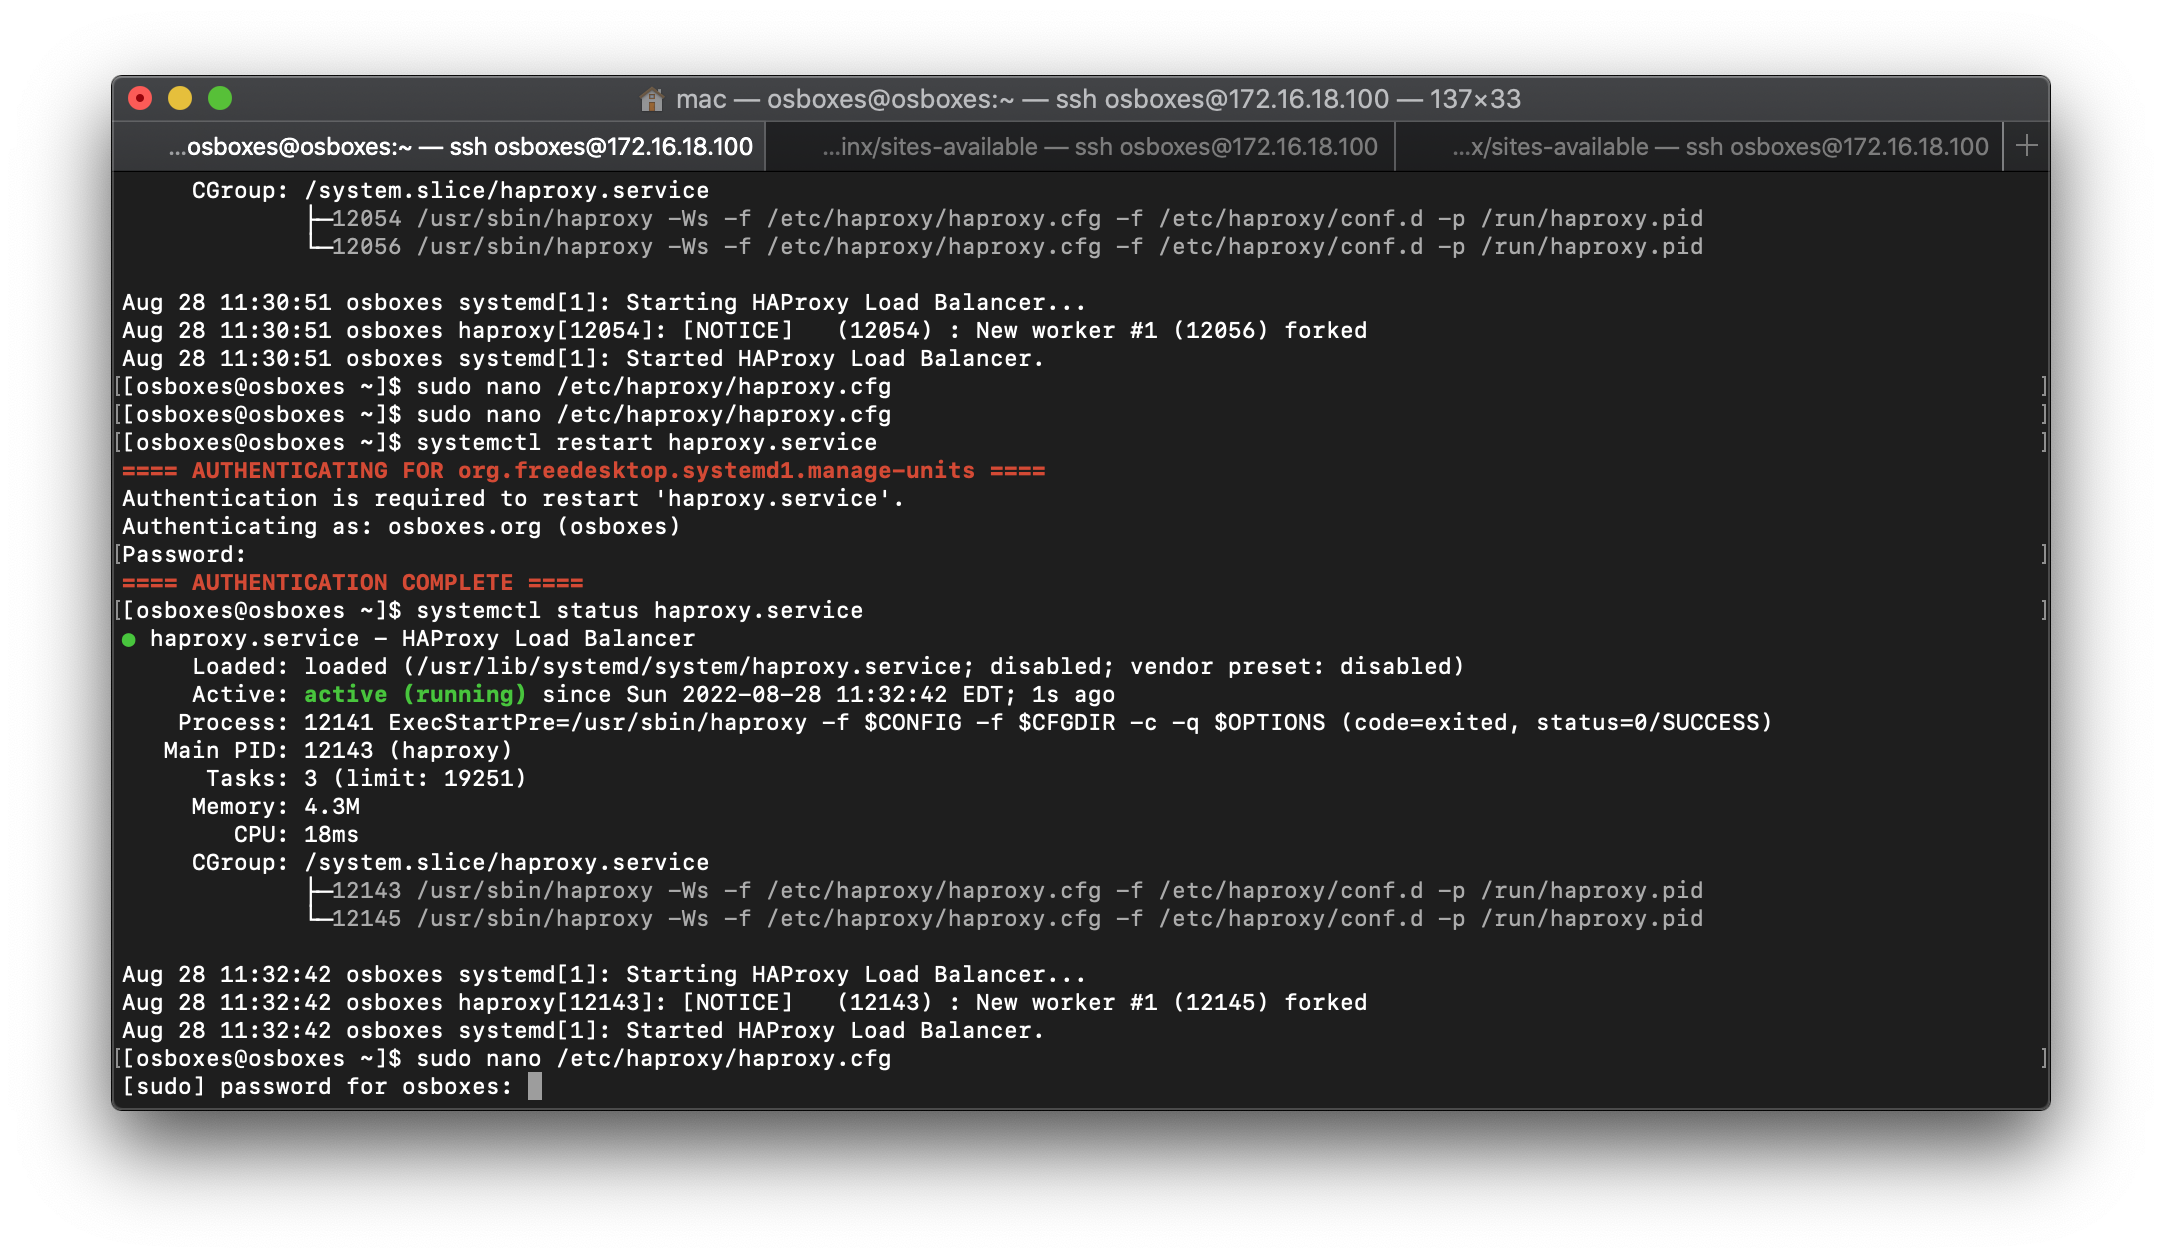 mac — osboxes@osboxes:~ — ssh osboxes@172.16.18.100 — 137×33
...osboxes@osboxes:~ — ssh osboxes@172.16.18.100 ...inx/sites-available — ssh osboxes@172.16.18.100 ...x/sites-available — ssh osboxes@172.16.18.100 +
CGroup: /system.slice/haproxy.service
├─12054 /usr/sbin/haproxy -Ws -f /etc/haproxy/haproxy.cfg -f /etc/haproxy/conf.d -p /run/haproxy.pid
└─12056 /usr/sbin/haproxy -Ws -f /etc/haproxy/haproxy.cfg -f /etc/haproxy/conf.d -p /run/haproxy.pid
Aug 28 11:30:51 osboxes systemd[1]: Starting HAProxy Load Balancer...
Aug 28 11:30:51 osboxes haproxy[12054]: [NOTICE]   (12054) : New worker #1 (12056) forked
Aug 28 11:30:51 osboxes systemd[1]: Started HAProxy Load Balancer.
[[osboxes@osboxes ~]$ sudo nano /etc/haproxy/haproxy.cfg ]
[[osboxes@osboxes ~]$ sudo nano /etc/haproxy/haproxy.cfg ]
[[osboxes@osboxes ~]$ systemctl restart haproxy.service ]
==== AUTHENTICATING FOR org.freedesktop.systemd1.manage-units ====
Authentication is required to restart 'haproxy.service'.
Authenticating as: osboxes.org (osboxes)
[Password: ]
==== AUTHENTICATION COMPLETE ====
[[osboxes@osboxes ~]$ systemctl status haproxy.service ]
● haproxy.service - HAProxy Load Balancer
Loaded: loaded (/usr/lib/systemd/system/haproxy.service; disabled; vendor preset: disabled)
Active: active (running) since Sun 2022-08-28 11:32:42 EDT; 1s ago
Process: 12141 ExecStartPre=/usr/sbin/haproxy -f $CONFIG -f $CFGDIR -c -q $OPTIONS (code=exited, status=0/SUCCESS)
Main PID: 12143 (haproxy)
Tasks: 3 (limit: 19251)
Memory: 4.3M
CPU: 18ms
CGroup: /system.slice/haproxy.service
├─12143 /usr/sbin/haproxy -Ws -f /etc/haproxy/haproxy.cfg -f /etc/haproxy/conf.d -p /run/haproxy.pid
└─12145 /usr/sbin/haproxy -Ws -f /etc/haproxy/haproxy.cfg -f /etc/haproxy/conf.d -p /run/haproxy.pid
Aug 28 11:32:42 osboxes systemd[1]: Starting HAProxy Load Balancer...
Aug 28 11:32:42 osboxes haproxy[12143]: [NOTICE]   (12143) : New worker #1 (12145) forked
Aug 28 11:32:42 osboxes systemd[1]: Started HAProxy Load Balancer.
[[osboxes@osboxes ~]$ sudo nano /etc/haproxy/haproxy.cfg ]
[sudo] password for osboxes: